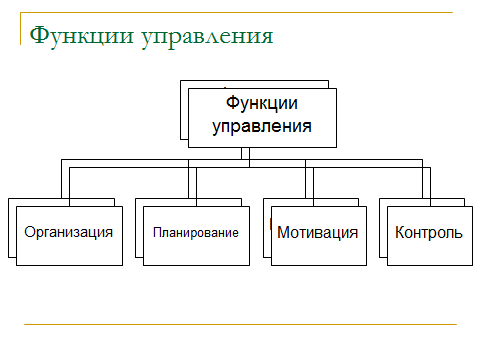 Функции управления
Функции
управления
Организация
Планирование
Мотивация
Контроль